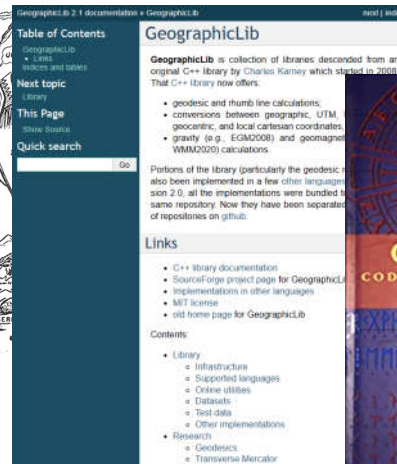 GeographicLib 2.1 documentation » GeographicLib
next | ind
Table of Contents
GeographicLib
• Links
Indices and tables
Next topic
Library
This Page
Show Source
Quick search
Go
GeographicLib
GeographicLib is collection of libraries descended from an
original C++ library by Charles Karney which started in 2008.
That C++ library now offers:
• geodesic and rhumb line calculations,
• conversions between geographic, UTM,
geocentric, and local cartesian coordinates,
• gravity (e.g., EGM2008) and geomagnet
WMM2020) calculations.
Portions of the library (particularly the geodesic
also been implemented in a few other languages
sion 2.0, all the implementations were bundled
same repository. Now they have been separated
of repositories on github.
Links
• C++ library documentation
• SourceForge project page for GeographicLi
• Implementations in other languages
• MIT license
• old home page for GeographicLib
Contents:
• Library
◦ Infrastructure
◦ Supported languages
◦ Online utilities
◦ Datasets
◦ Test data
◦ Other implementations
• Research
◦ Geodesics
◦ Transverse Mercator
COD